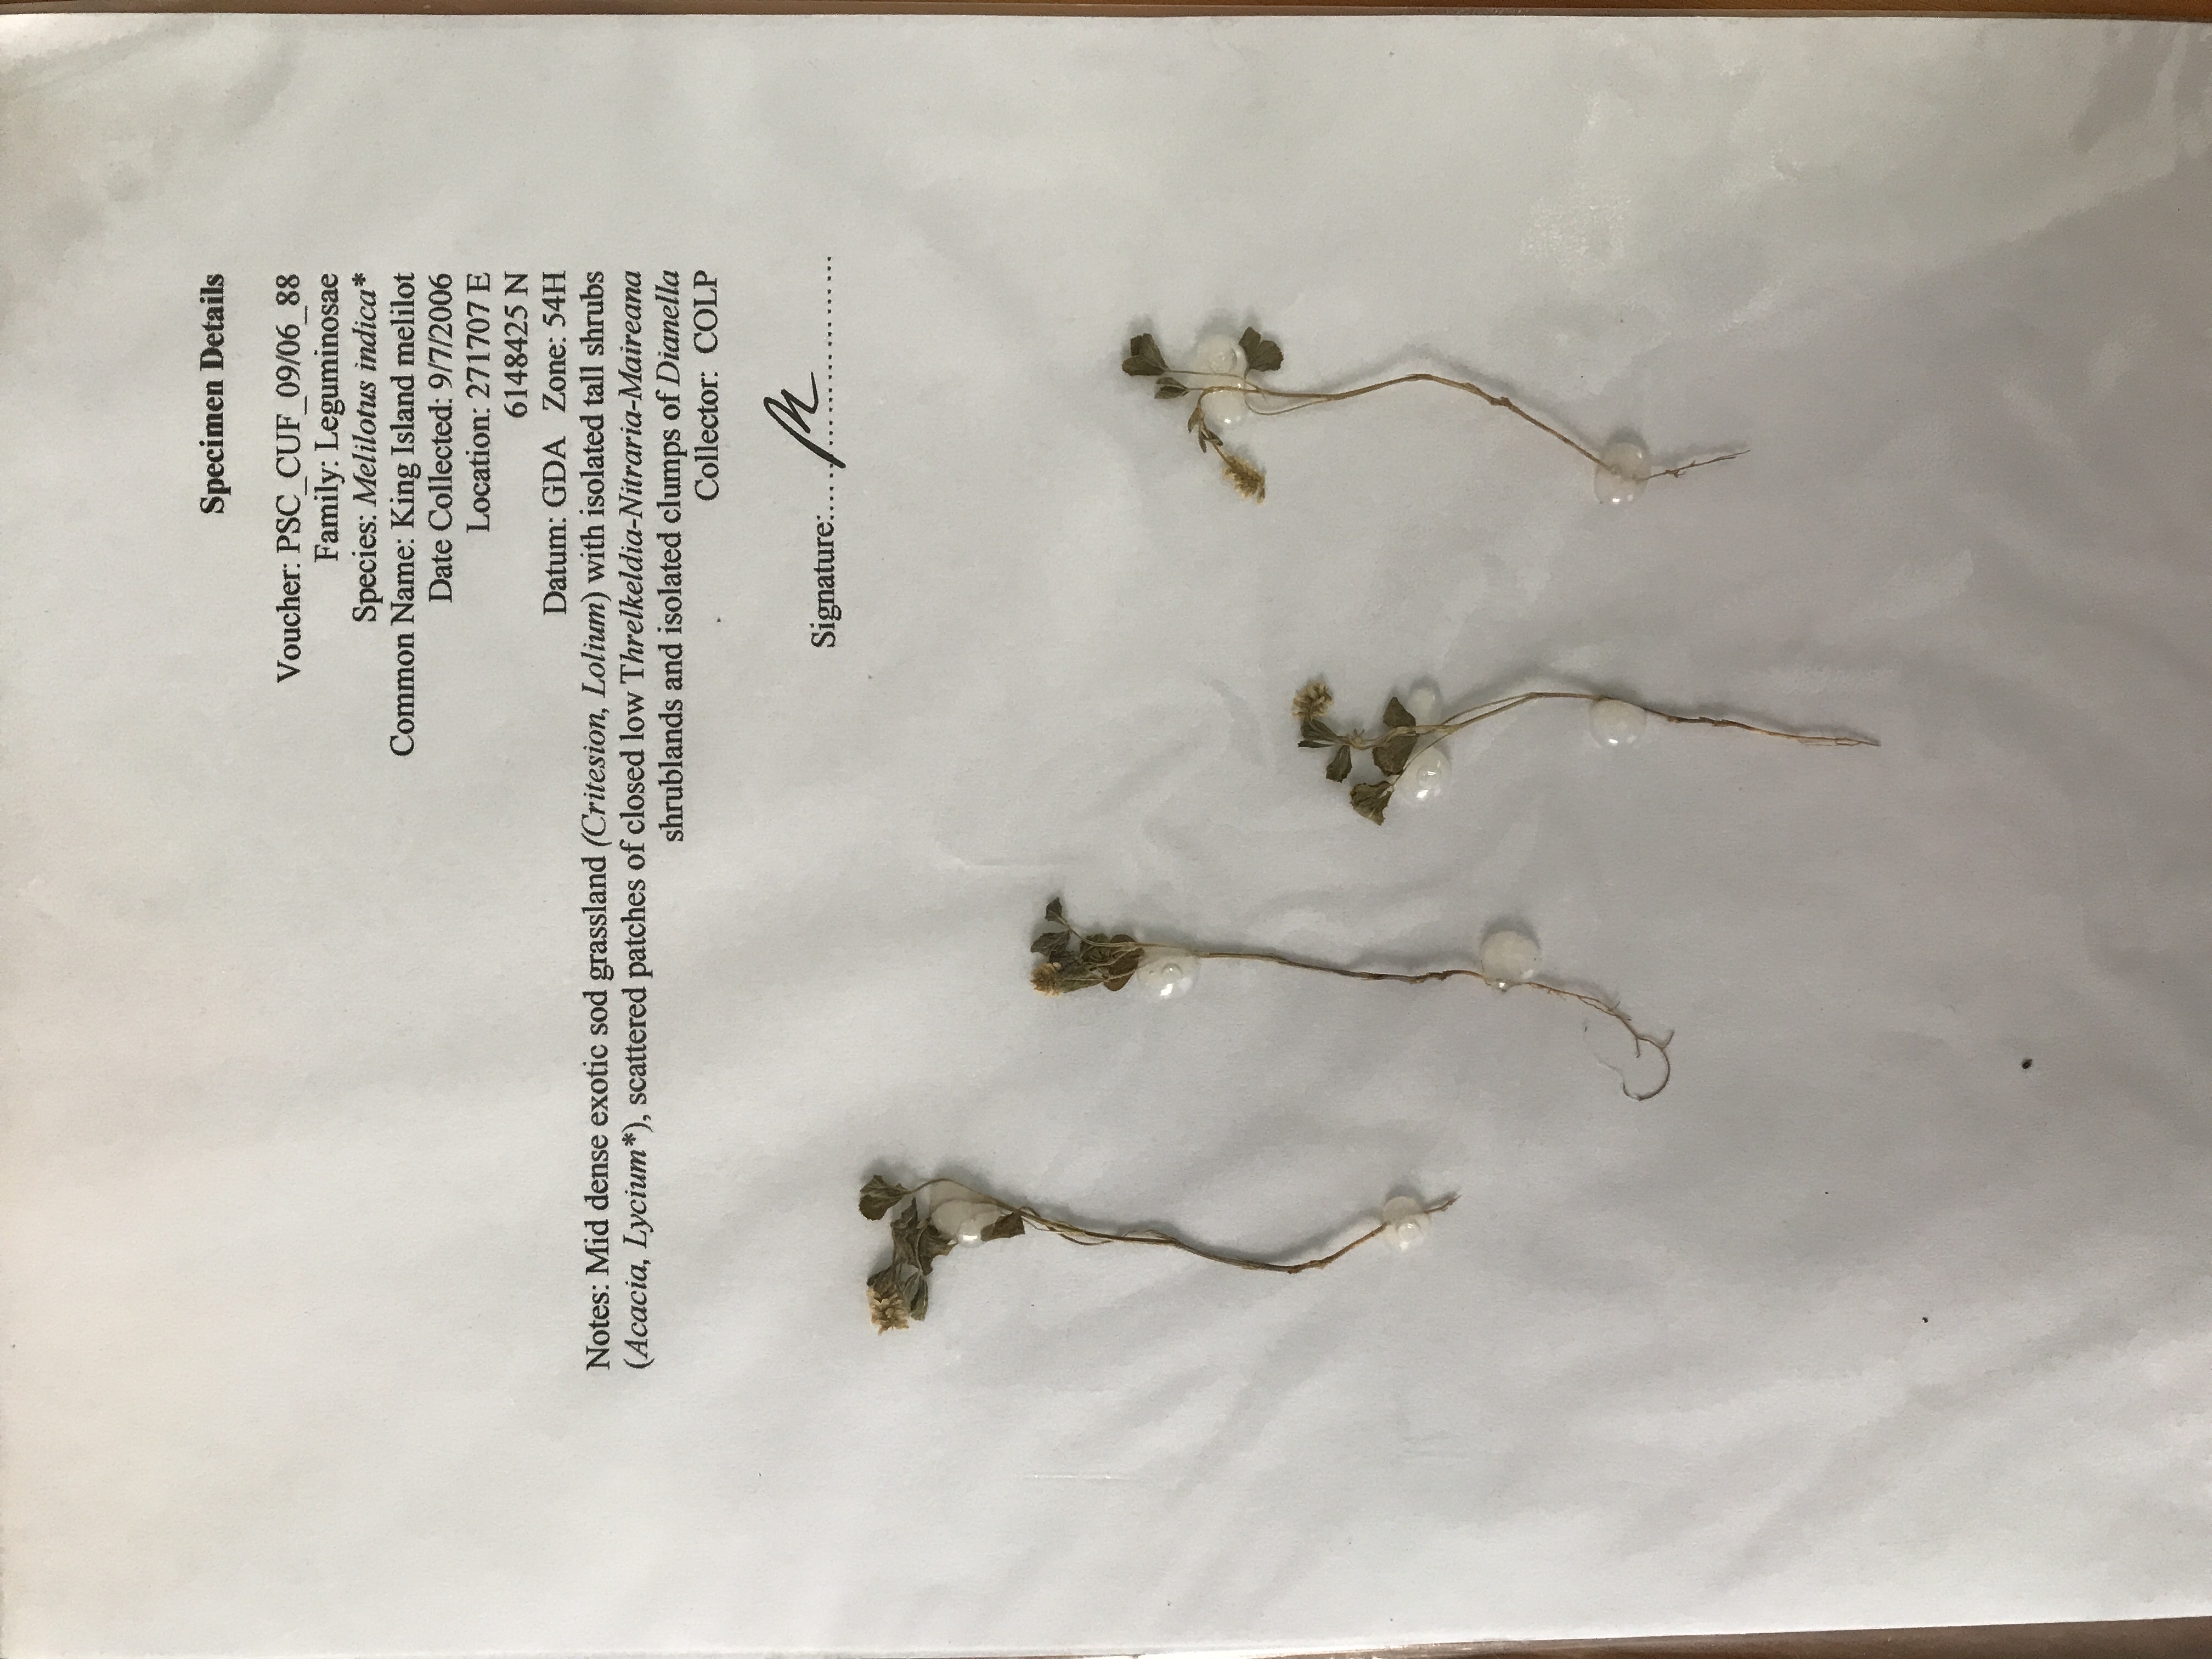 Specimen Details
Voucher: PSC_CUF_09/06_88
Family: Leguminosae
Species: Melilotus indica*
Common Name: King Island melilot
Date Collected: 9/7/2006
Location: 271707 E
6148425 N
Datum: GDA Zone: 54H
Notes: Mid dense exotic sod grassland (Critesion, Lolium) with isolated tall shrubs
(Acacia, Lycium*), scattered patches of closed low Threlkeldia-Nitraria-Maireana
shrublands and isolated clumps of Dianella
Collector: COLP
Signature:..............................